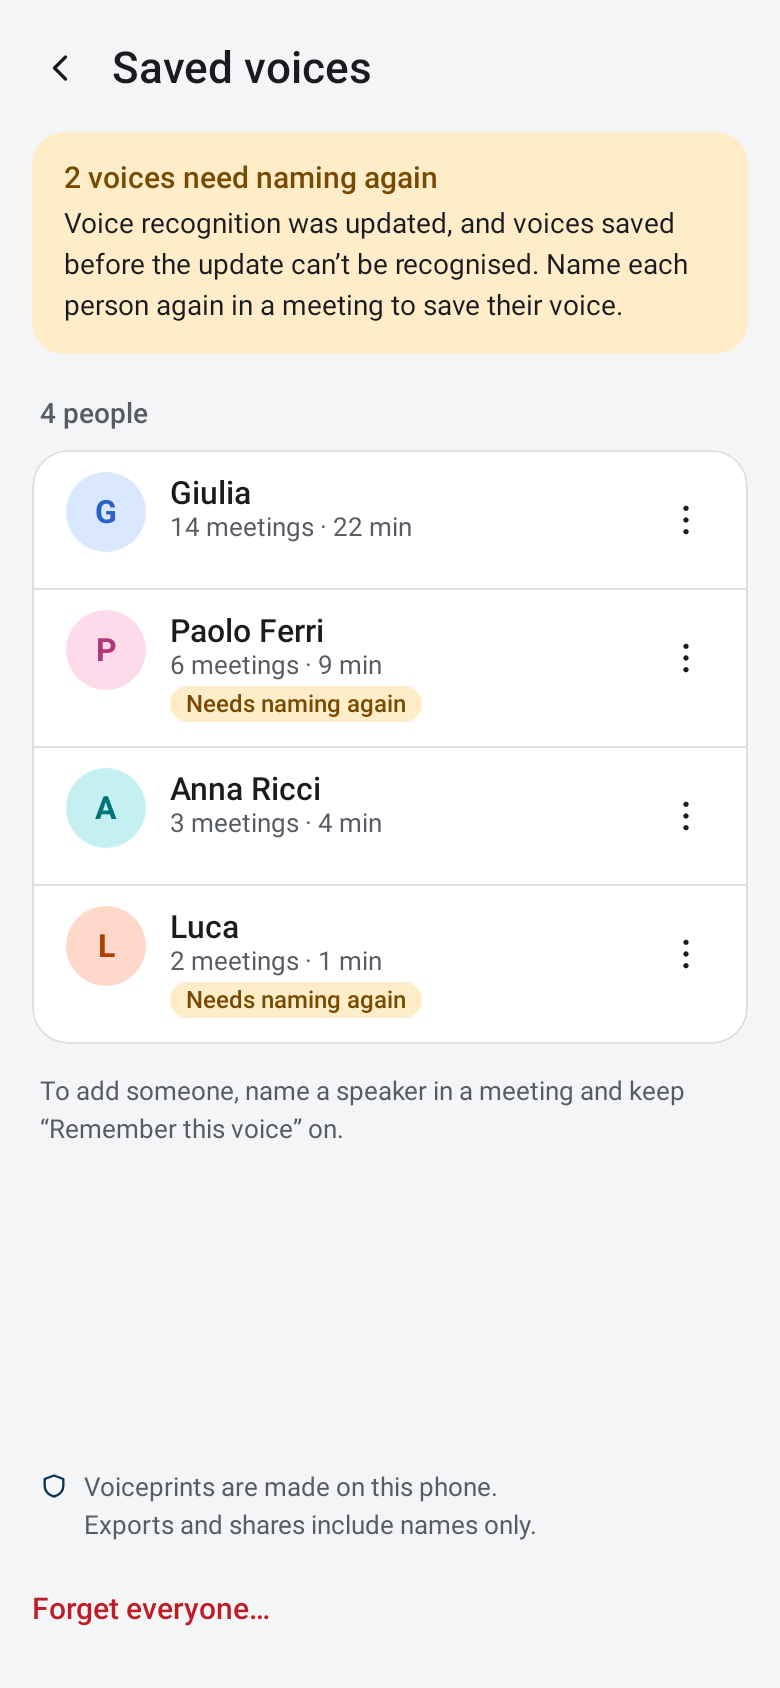 Saved voices
2 voices need naming again
Voice recognition was updated, and voices saved
before the update can’t be recognised. Name each
person again in a meeting to save their voice.
4 people
G
Giulia
14 meetings · 22 min
P
Paolo Ferri
6 meetings · 9 min
Needs naming again
A
Anna Ricci
3 meetings · 4 min
L
Luca
2 meetings · 1 min
Needs naming again
To add someone, name a speaker in a meeting and keep
“Remember this voice” on.
Voiceprints are made on this phone.
Exports and shares include names only.
Forget everyone…